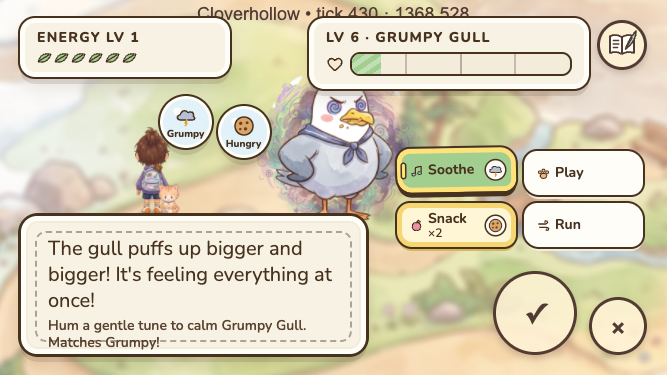 Cloverhollow • tick 430 · 1368,528
ENERGY LV 1
LV 6 · GRUMPY GULL
Grumpy
Hungry
Soothe
Play
Snack
×2
Run
The gull puffs up bigger and
bigger! It's feeling everything at
once!
Hum a gentle tune to calm Grumpy Gull.
Matches Grumpy!